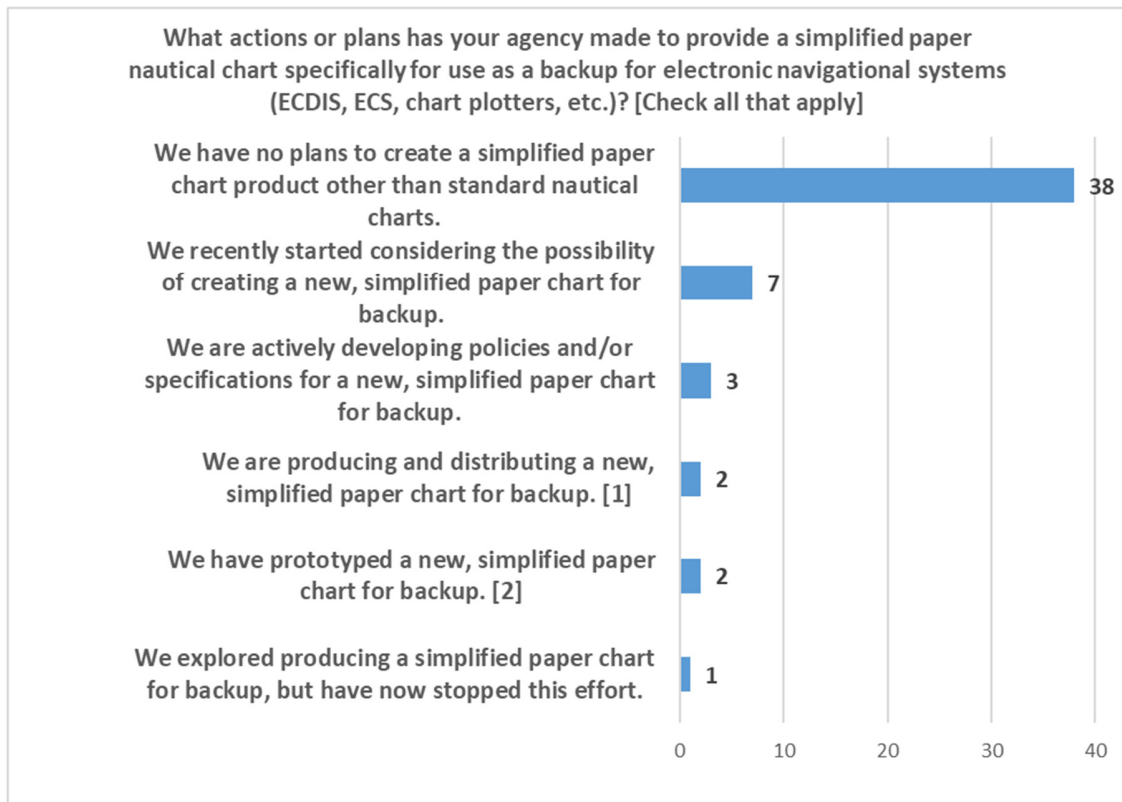 What actions or plans has your agency made to provide a simplified paper
nautical chart specifically for use as a backup for electronic navigational systems
(ECDIS, ECS, chart plotters, etc.)? [Check all that apply]
We have no plans to create a simplified paper
chart product other than standard nautical
charts.
38
We recently started considering the possibility
of creating a new, simplified paper chart for
backup.
7
We are actively developing policies and/or
specifications for a new, simplified paper chart
for backup.
3
We are producing and distributing a new,
simplified paper chart for backup. [1]
2
We have prototyped a new, simplified paper
chart for backup. [2]
2
We explored producing a simplified paper chart
for backup, but have now stopped this effort.
1
0 10 20 30 40